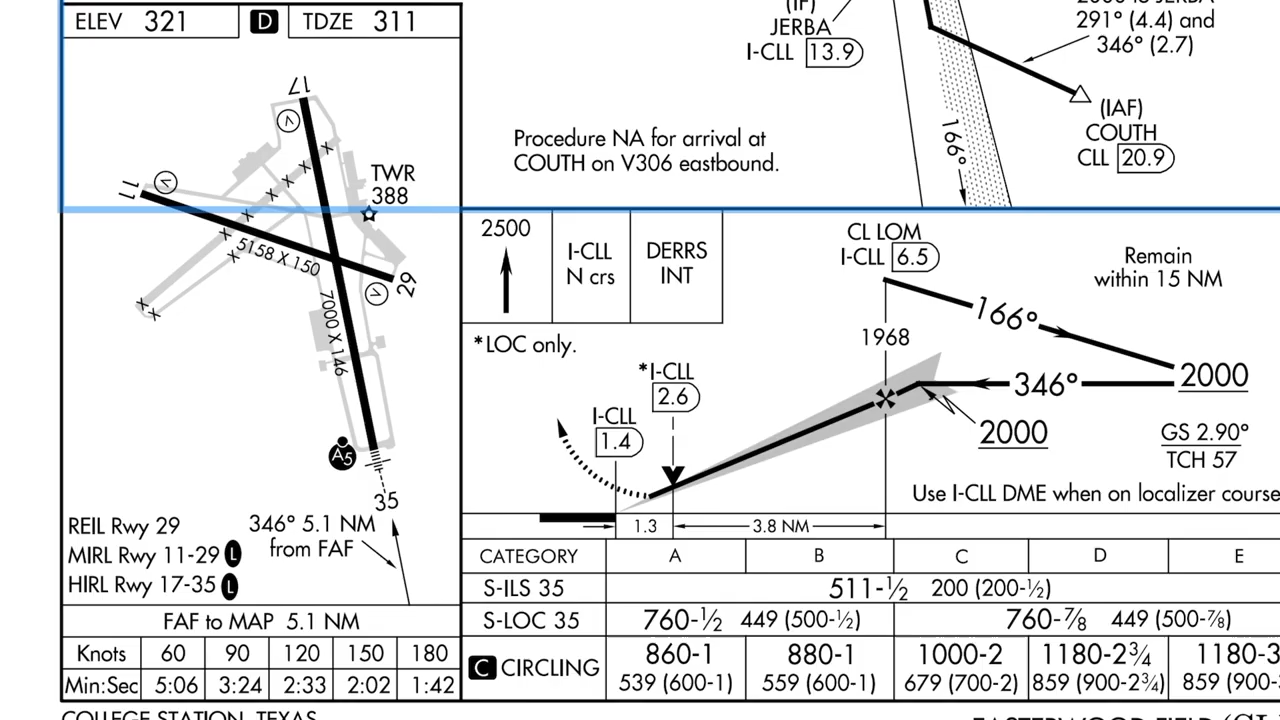 ELEV 321
D
TDZE 311
(IF)
JERBA
I-CLL 13.9
291° (4.4) and
346° (2.7)
(IAF)
COUTH
CLL 20.9
166°
Procedure NA for arrival at
COUTH on V306 eastbound.
17
V
11
V
TWR
388
X X X X X X X X X
5158 X 150
29
V
7000 X 146
A5
35
REIL Rwy 29
MIRL Rwy 11-29 L
HIRL Rwy 17-35 L
346° 5.1 NM
from FAF
FAF to MAP 5.1 NM
Knots 60 90 120 150 180
Min:Sec 5:06 3:24 2:33 2:02 1:42
2500
I-CLL
N crs
DERRS
INT
*LOC only.
CL LOM
I-CLL 6.5
Remain
within 15 NM
166°
1968
*I-CLL
2.6
I-CLL
1.4
346°
2000
2000
GS 2.90°
TCH 57
Use I-CLL DME when on localizer course
1.3
3.8 NM
CATEGORY A B C D E
S-ILS 35 511-½ 200 (200-½)
S-LOC 35 760-½ 449 (500-½) 760-⅞ 449 (500-⅞)
C CIRCLING
860-1 880-1 1000-2 1180-2¾ 1180-3
539 (600-1) 559 (600-1) 679 (700-2) 859 (900-2¾) 859 (900-
COLLEGE STATION, TEXAS
EASTERWOOD FIELD (CL